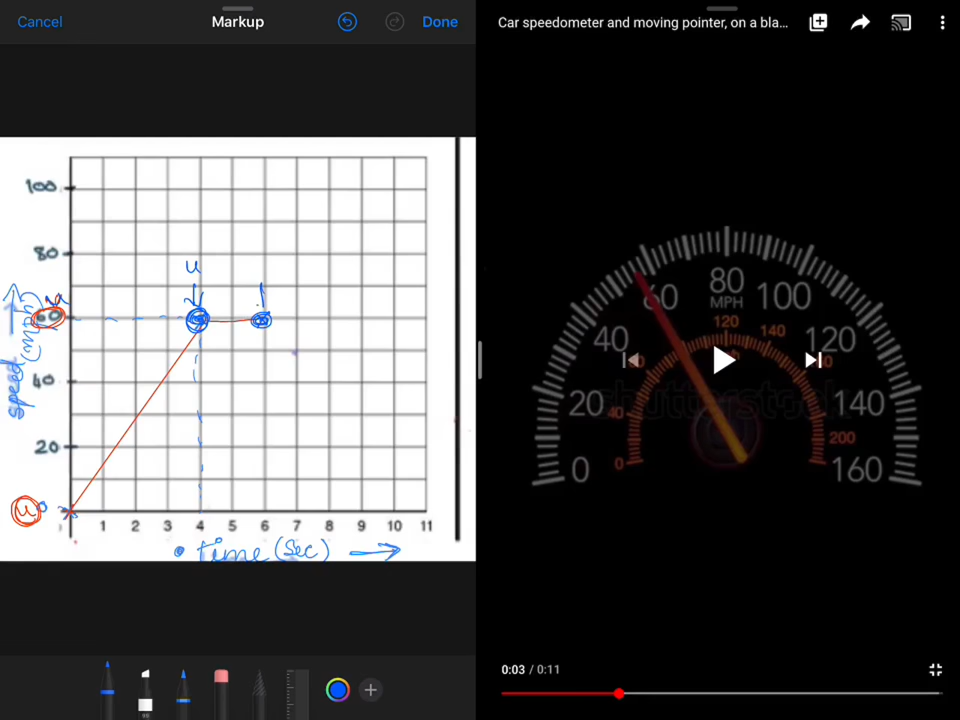 Cancel
Markup
Done
100
80
u
60
speed (mph)
40
20
u
0
1 2 3 4 5 6 7 8 9 10 11
time (sec)
Car speedometer and moving pointer, on a bla...
80
MPH
60
100
120
40
140
120
20
40
140
200
0
0
160
shutterstock
0:03 / 0:11